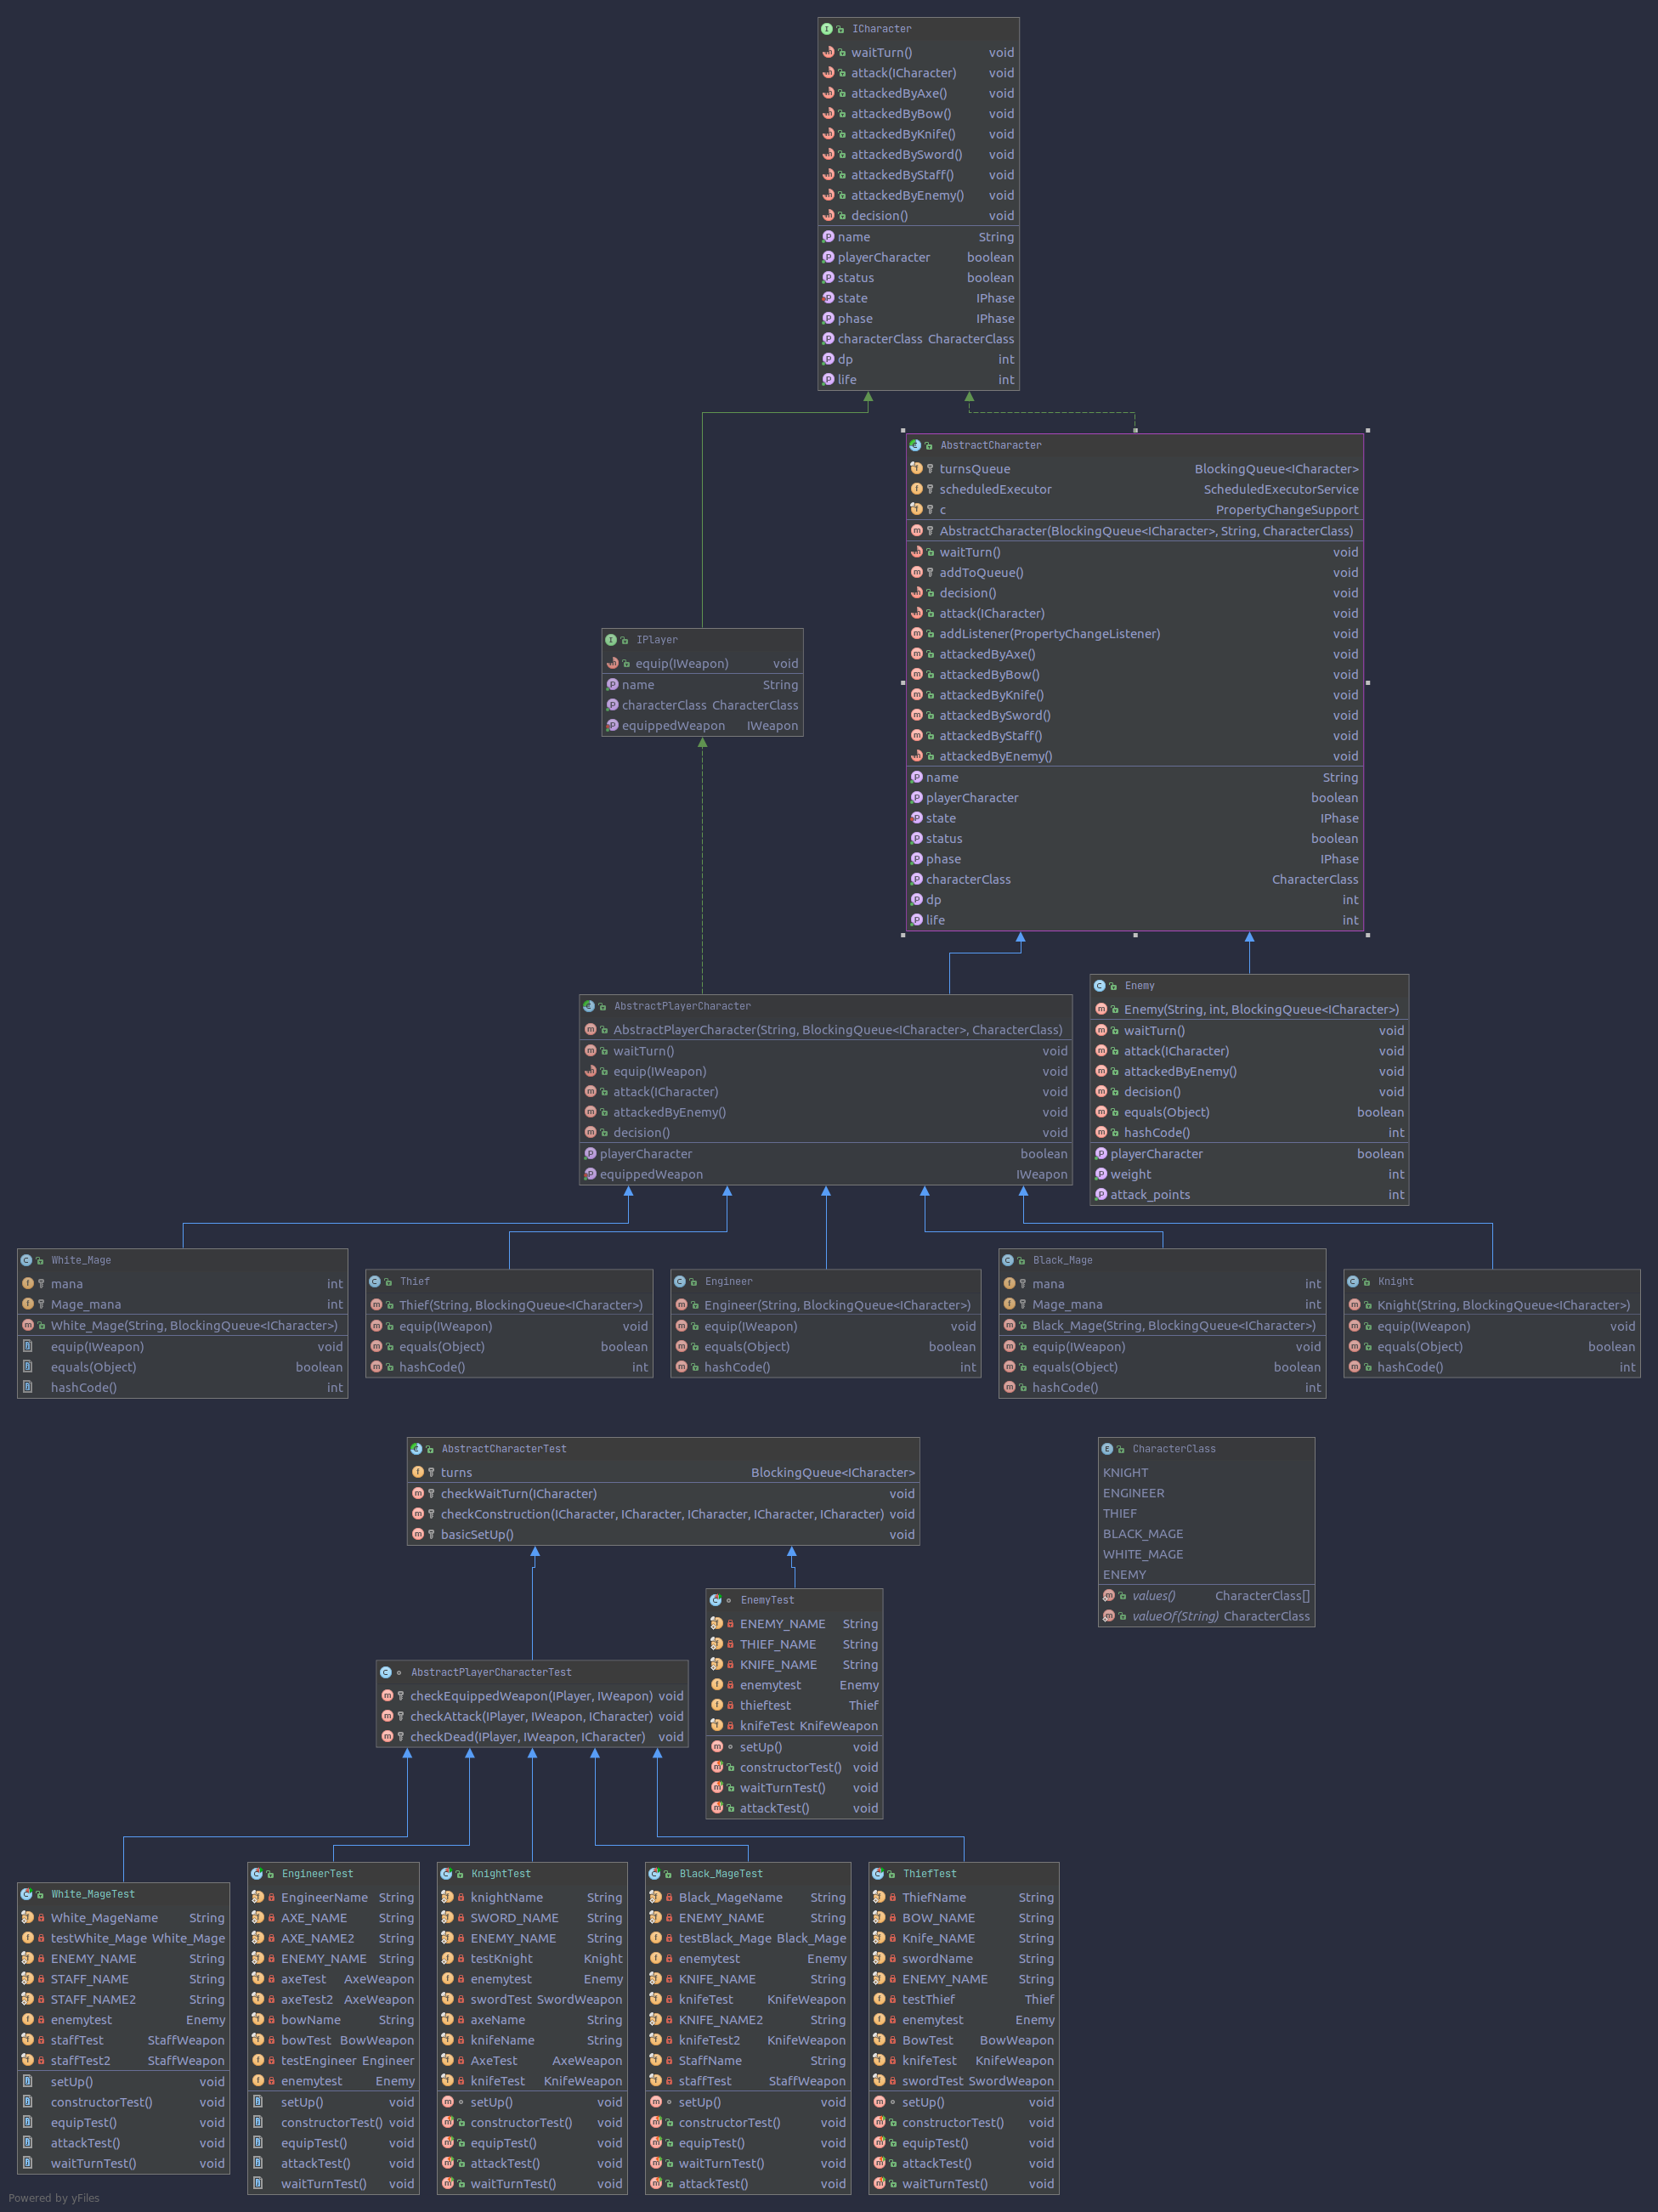 ICharacter
waitTurn() void
attack(ICharacter) void
attackedByAxe() void
attackedByBow() void
attackedByKnife() void
attackedBySword() void
attackedByStaff() void
attackedByEnemy() void
decision() void
name String
playerCharacter boolean
status boolean
state IPhase
phase IPhase
characterClass CharacterClass
dp int
life int
AbstractCharacter
turnsQueue BlockingQueue<ICharacter>
scheduledExecutor ScheduledExecutorService
c PropertyChangeSupport
AbstractCharacter(BlockingQueue<ICharacter>, String, CharacterClass)
waitTurn() void
addToQueue() void
decision() void
attack(ICharacter) void
addListener(PropertyChangeListener) void
attackedByAxe() void
attackedByBow() void
attackedByKnife() void
attackedBySword() void
attackedByStaff() void
attackedByEnemy() void
name String
playerCharacter boolean
state IPhase
status boolean
phase IPhase
characterClass CharacterClass
dp int
life int
IPlayer
equip(IWeapon) void
name String
characterClass CharacterClass
equippedWeapon IWeapon
AbstractPlayerCharacter
AbstractPlayerCharacter(String, BlockingQueue<ICharacter>, CharacterClass)
waitTurn() void
equip(IWeapon) void
attack(ICharacter) void
attackedByEnemy() void
decision() void
playerCharacter boolean
equippedWeapon IWeapon
Enemy
Enemy(String, int, BlockingQueue<ICharacter>)
waitTurn() void
attack(ICharacter) void
attackedByEnemy() void
decision() void
equals(Object) boolean
hashCode() int
playerCharacter boolean
weight int
attack_points int
White_Mage
mana int
Mage_mana int
White_Mage(String, BlockingQueue<ICharacter>)
equip(IWeapon) void
equals(Object) boolean
hashCode() int
Thief
Thief(String, BlockingQueue<ICharacter>)
equip(IWeapon) void
equals(Object) boolean
hashCode() int
Engineer
Engineer(String, BlockingQueue<ICharacter>)
equip(IWeapon) void
equals(Object) boolean
hashCode() int
Black_Mage
mana int
Mage_mana int
Black_Mage(String, BlockingQueue<ICharacter>)
equip(IWeapon) void
equals(Object) boolean
hashCode() int
Knight
Knight(String, BlockingQueue<ICharacter>)
equip(IWeapon) void
equals(Object) boolean
hashCode() int
AbstractCharacterTest
turns BlockingQueue<ICharacter>
checkWaitTurn(ICharacter) void
checkConstruction(ICharacter, ICharacter, ICharacter, ICharacter, ICharacter) void
basicSetUp() void
CharacterClass
KNIGHT
ENGINEER
THIEF
BLACK_MAGE
WHITE_MAGE
ENEMY
values() CharacterClass[]
valueOf(String) CharacterClass
EnemyTest
ENEMY_NAME String
THIEF_NAME String
KNIFE_NAME String
enemytest Enemy
thieftest Thief
knifeTest KnifeWeapon
setUp() void
constructorTest() void
waitTurnTest() void
attackTest() void
AbstractPlayerCharacterTest
checkEquippedWeapon(IPlayer, IWeapon) void
checkAttack(IPlayer, IWeapon, ICharacter) void
checkDead(IPlayer, IWeapon, ICharacter) void
White_MageTest
White_MageName String
testWhite_Mage White_Mage
ENEMY_NAME String
STAFF_NAME String
STAFF_NAME2 String
enemytest Enemy
staffTest StaffWeapon
staffTest2 StaffWeapon
setUp() void
constructorTest() void
equipTest() void
attackTest() void
waitTurnTest() void
EngineerTest
EngineerName String
AXE_NAME String
AXE_NAME2 String
ENEMY_NAME String
axeTest AxeWeapon
axeTest2 AxeWeapon
bowName String
bowTest BowWeapon
testEngineer Engineer
enemytest Enemy
setUp() void
constructorTest() void
equipTest() void
attackTest() void
waitTurnTest() void
KnightTest
knightName String
SWORD_NAME String
ENEMY_NAME String
testKnight Knight
enemytest Enemy
swordTest SwordWeapon
axeName String
knifeName String
AxeTest AxeWeapon
knifeTest KnifeWeapon
setUp() void
constructorTest() void
equipTest() void
attackTest() void
waitTurnTest() void
Black_MageTest
Black_MageName String
ENEMY_NAME String
testBlack_Mage Black_Mage
enemytest Enemy
KNIFE_NAME String
knifeTest KnifeWeapon
KNIFE_NAME2 String
knifeTest2 KnifeWeapon
StaffName String
staffTest StaffWeapon
setUp() void
constructorTest() void
equipTest() void
waitTurnTest() void
attackTest() void
ThiefTest
ThiefName String
BOW_NAME String
Knife_NAME String
swordName String
ENEMY_NAME String
testThief Thief
enemytest Enemy
BowTest BowWeapon
knifeTest KnifeWeapon
swordTest SwordWeapon
setUp() void
constructorTest() void
equipTest() void
attackTest() void
waitTurnTest() void
Powered by yFiles